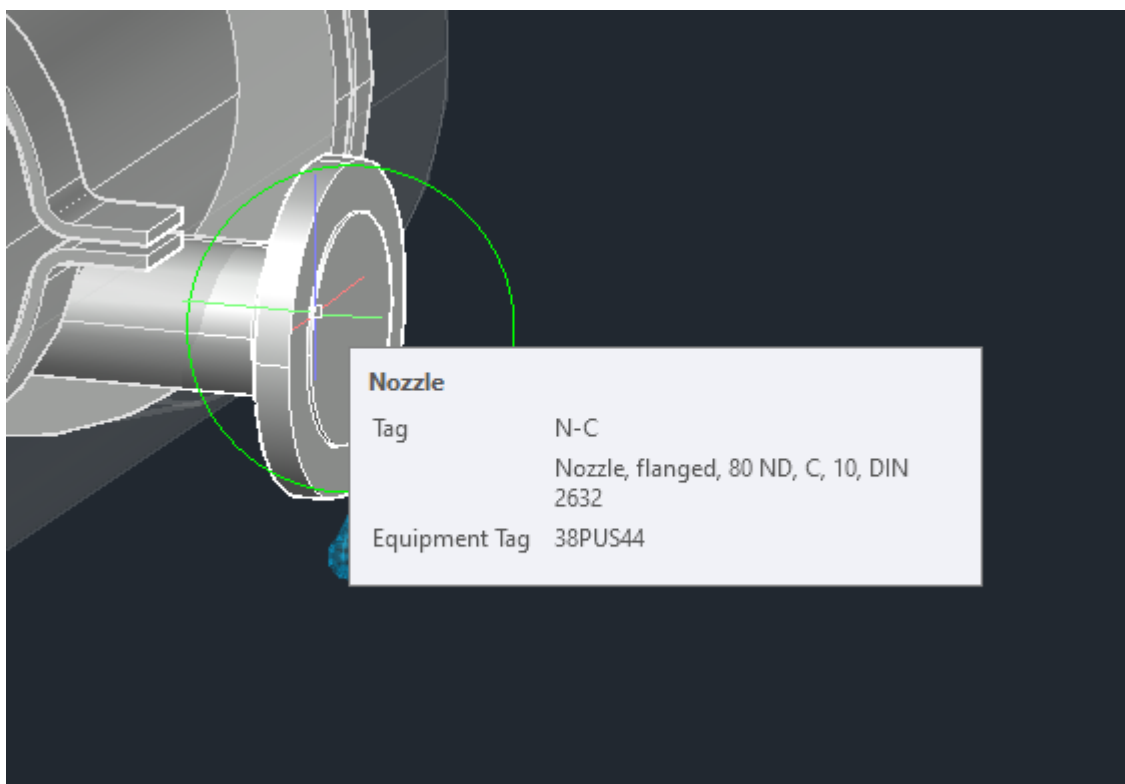 Nozzle
Tag N-C
Nozzle, flanged, 80 ND, C, 10, DIN
2632
Equipment Tag 38PUS44